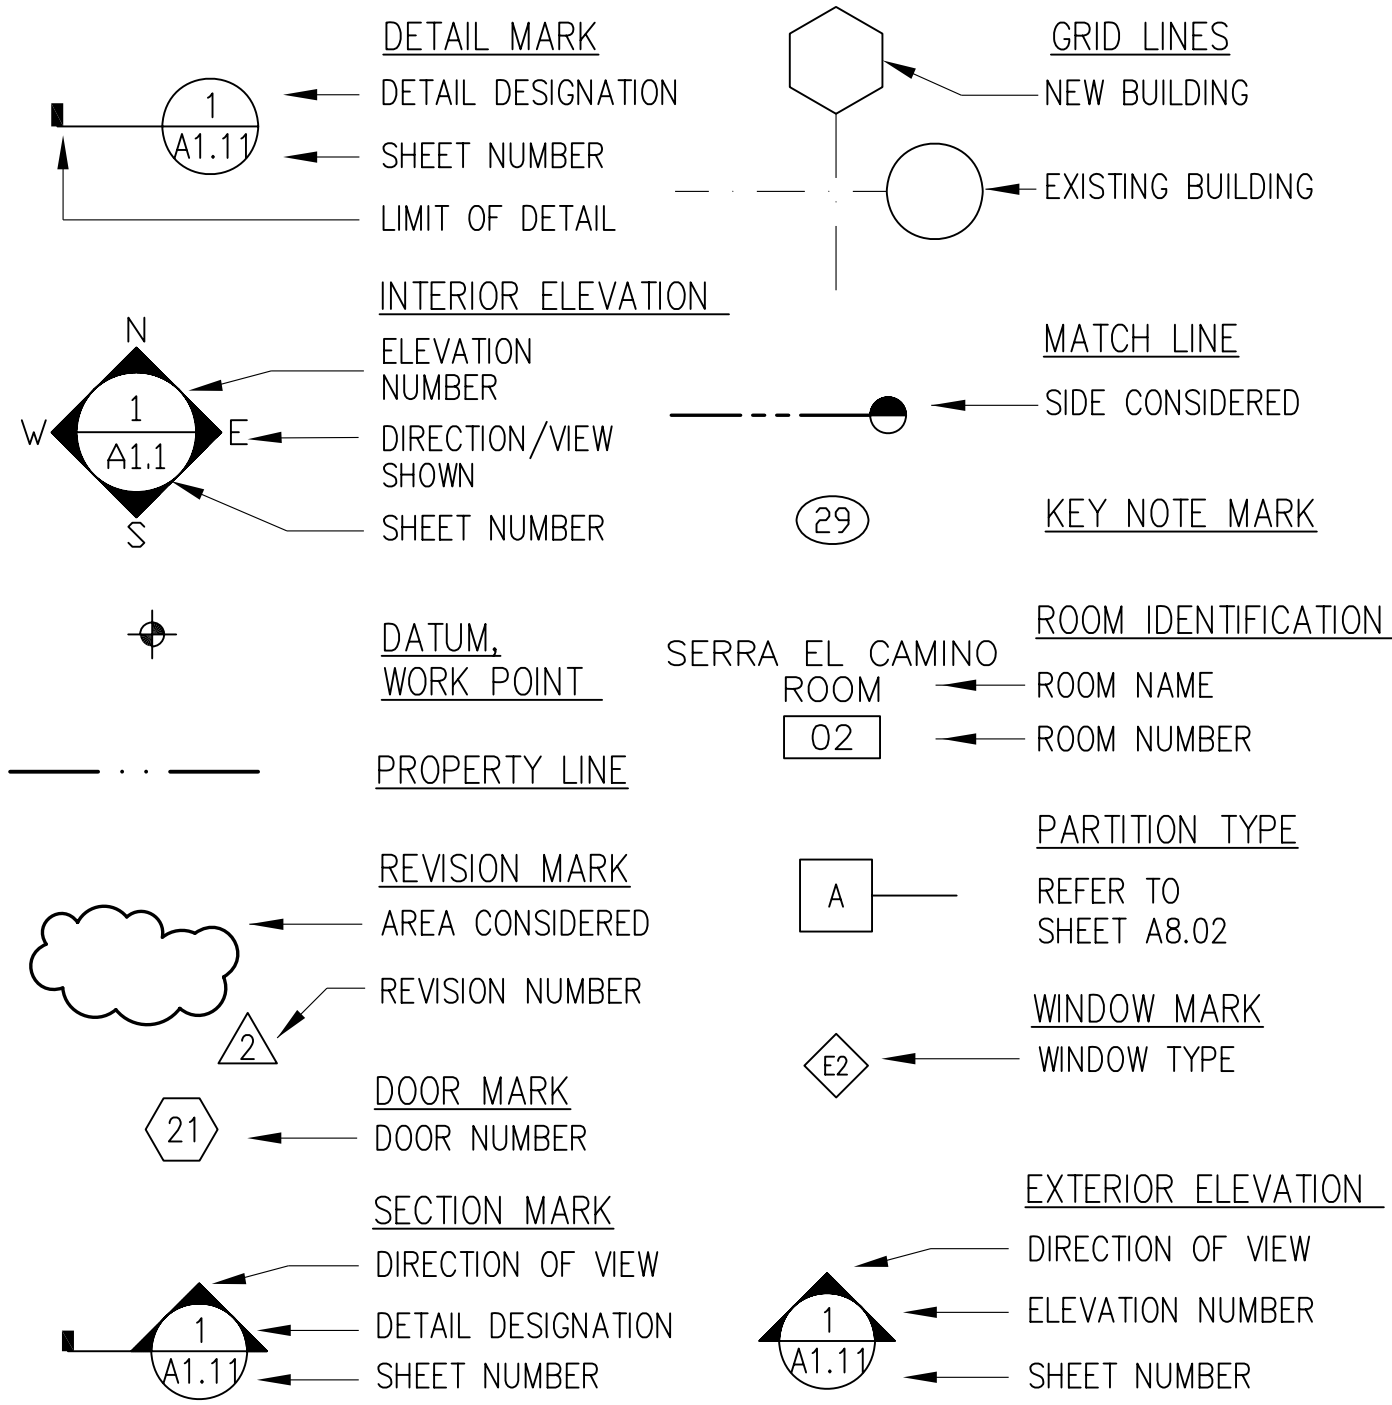 DETAIL MARK
1
A1.11
DETAIL DESIGNATION
SHEET NUMBER
LIMIT OF DETAIL
INTERIOR ELEVATION
N
W
1
A1.1
E
S
ELEVATION
NUMBER
DIRECTION/VIEW
SHOWN
SHEET NUMBER
DATUM,
WORK POINT
PROPERTY LINE
REVISION MARK
AREA CONSIDERED
REVISION NUMBER
2
DOOR MARK
21
DOOR NUMBER
SECTION MARK
DIRECTION OF VIEW
1
A1.11
DETAIL DESIGNATION
SHEET NUMBER
GRID LINES
NEW BUILDING
EXISTING BUILDING
MATCH LINE
SIDE CONSIDERED
29
KEY NOTE MARK
ROOM IDENTIFICATION
SERRA EL CAMINO
ROOM
02
ROOM NAME
ROOM NUMBER
PARTITION TYPE
A
REFER TO
SHEET A8.02
WINDOW MARK
E2
WINDOW TYPE
EXTERIOR ELEVATION
DIRECTION OF VIEW
1
A1.11
ELEVATION NUMBER
SHEET NUMBER